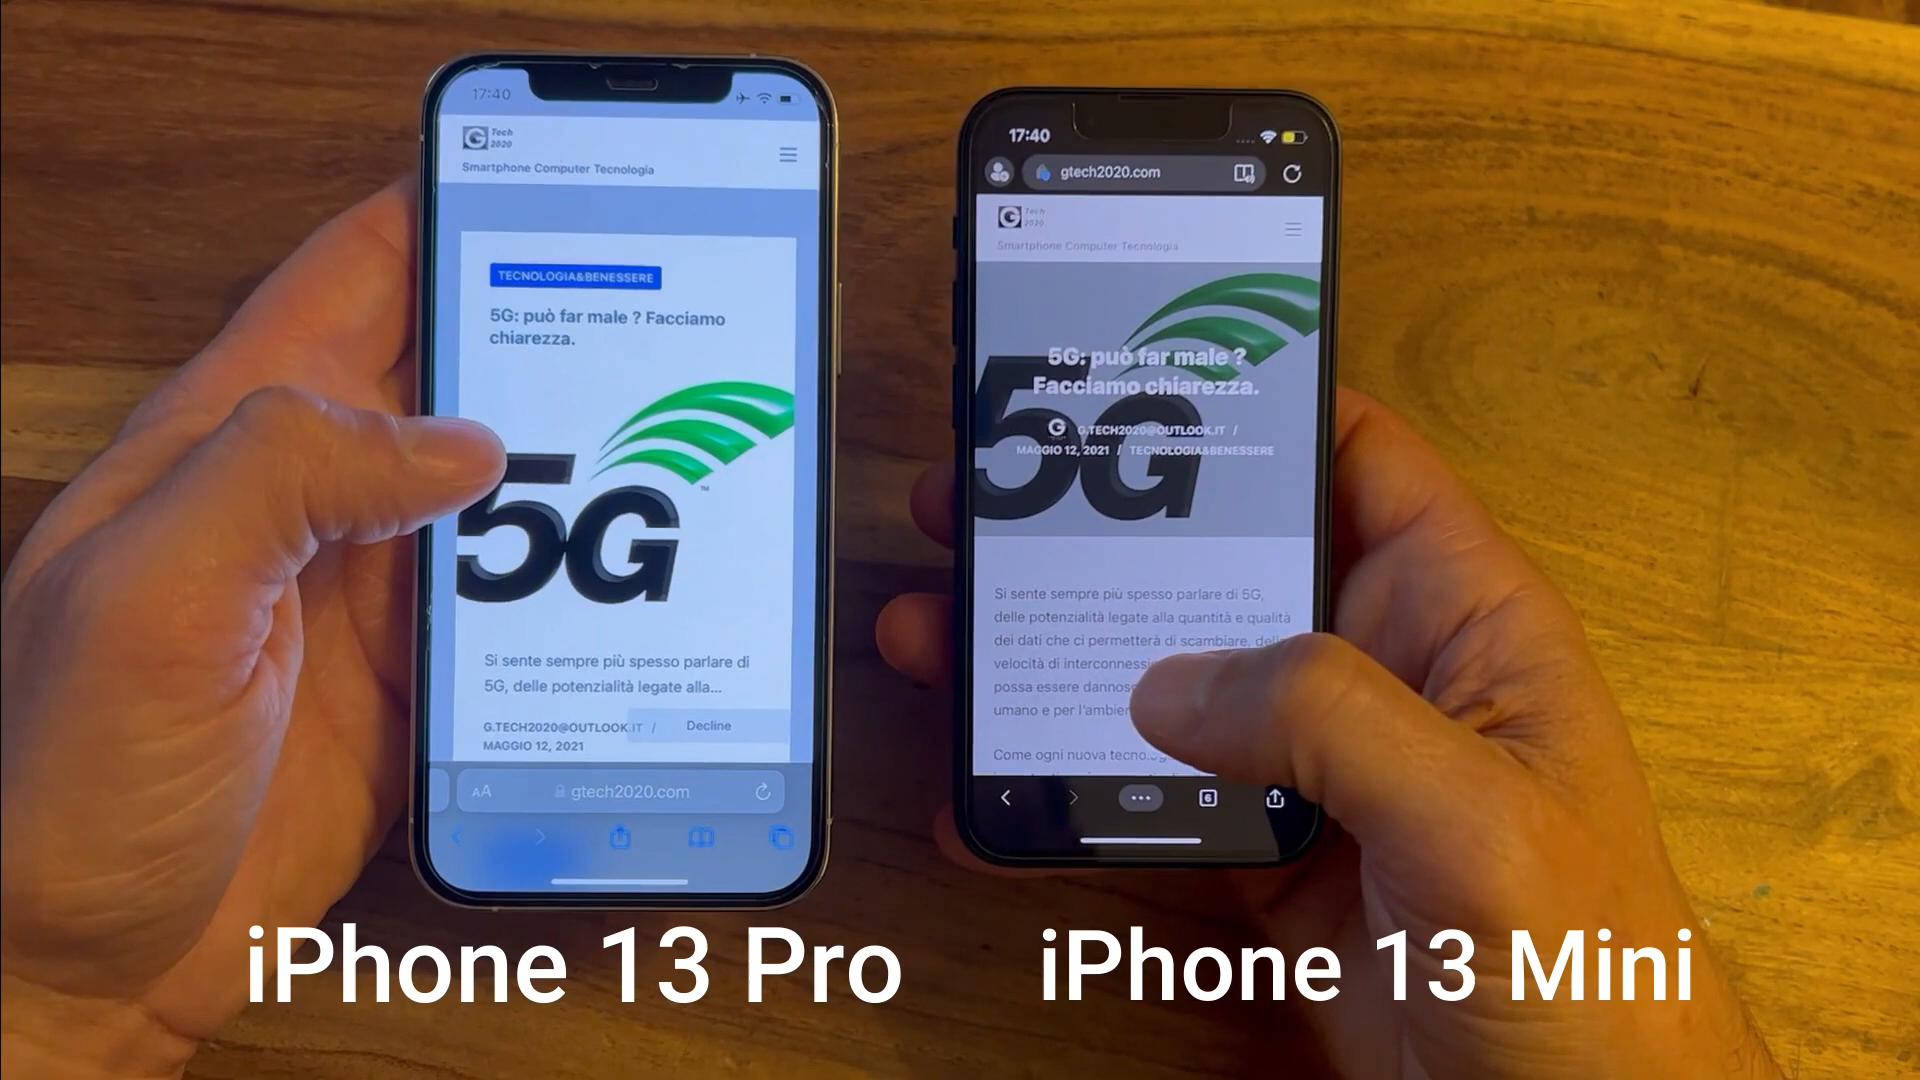 17:40
G Tech
2020
Smartphone Computer Tecnologia
TECNOLOGIA&BENESSERE
5G: può far male ? Facciamo
chiarezza.
5G
TM
Si sente sempre più spesso parlare di
5G, delle potenzialità legate alla...
G.TECH2020@OUTLOOK.IT /
MAGGIO 12, 2021
Decline
AA
gtech2020.com
iPhone 13 Pro
17:40
gtech2020.com
G Tech
2020
Smartphone Computer Tecnologia
5G
5G: può far male ?
Facciamo chiarezza.
G G.TECH2020@OUTLOOK.IT /
MAGGIO 12, 2021 / TECNOLOGIA&BENESSERE
Si sente sempre più spesso parlare di 5G,
delle potenzialità legate alla quantità e qualità
dei dati che ci permetterà di scambiare,
velocità di
possa essere
umano e per
Come ogni nuova
6
iPhone 13 Mini